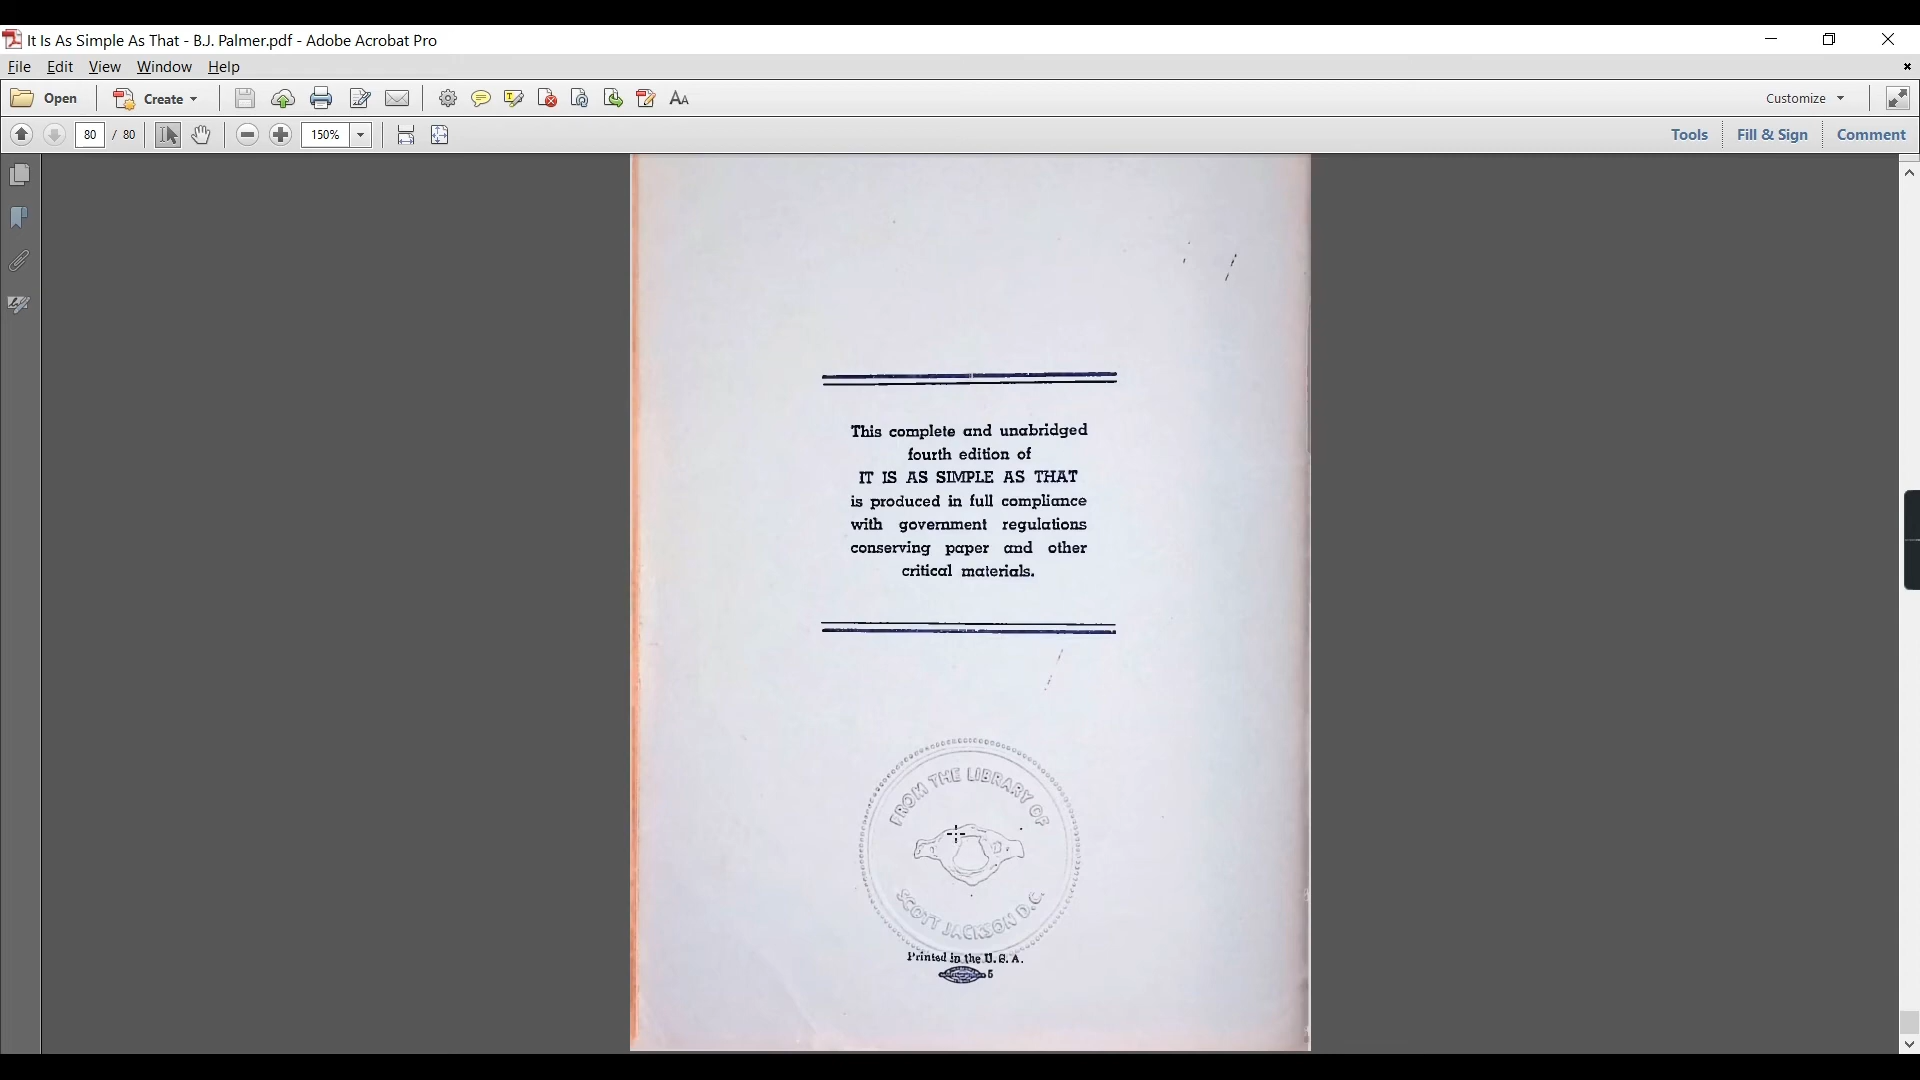 It Is As Simple As That - B.J. Palmer.pdf - Adobe Acrobat Pro
File Edit View Window Help
Open Create Customize
80 / 80 150% Tools Fill & Sign Comment
This complete and unabridged
fourth edition of
IT IS AS SIMPLE AS THAT
is produced in full compliance
with government regulations
conserving paper and other
critical materials.
FROM THE LIBRARY OF
SCOTT JACKSON D.C.
Printed in the U. S. A.
5